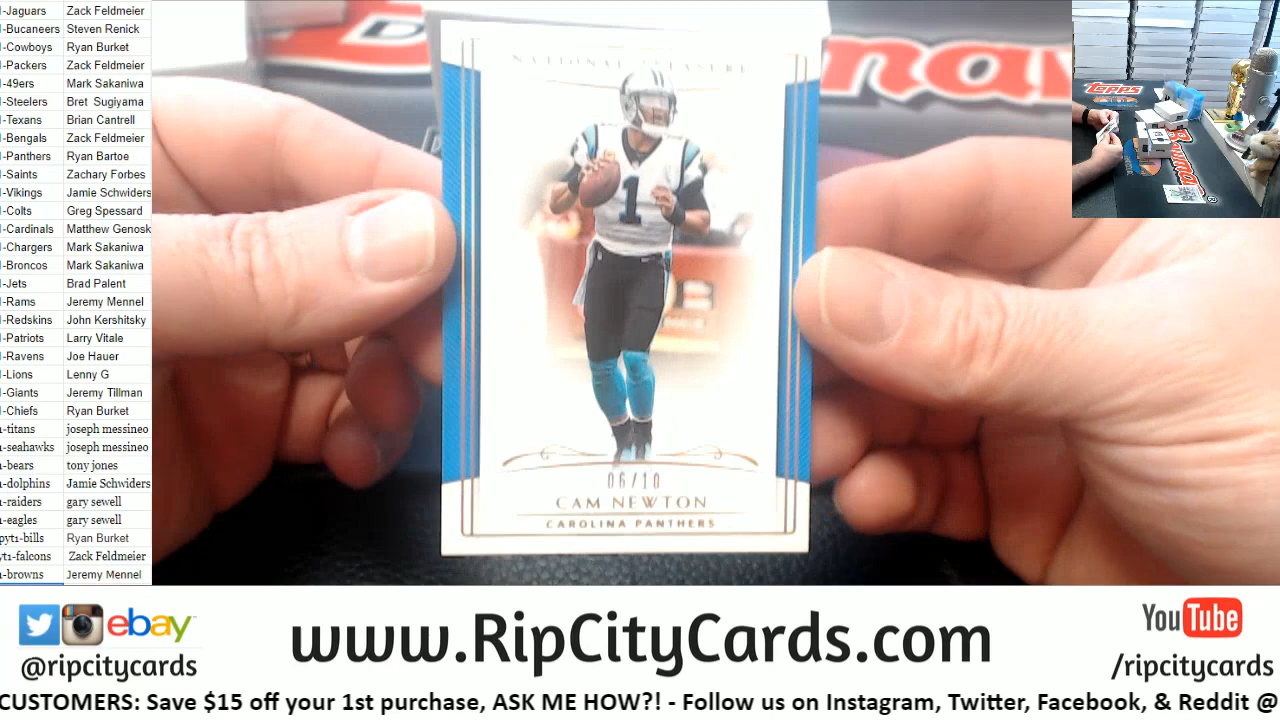 -Jaguars Zack Feldmeier
-Bucaneers Steven Renick
-Cowboys Ryan Burket
-Packers Zack Feldmeier
-49ers Mark Sakaniwa
-Steelers Bret Sugiyama
-Texans Brian Cantrell
-Bengals Zack Feldmeier
-Panthers Ryan Bartoe
-Saints Zachary Forbes
-Vikings Jamie Schwiders
-Colts Greg Spessard
-Cardinals Matthew Genosk
-Chargers Mark Sakaniwa
-Broncos Mark Sakaniwa
-Jets Brad Palent
-Rams Jeremy Mennel
-Redskins John Kershitsky
-Patriots Larry Vitale
-Ravens Joe Hauer
-Lions Lenny G
-Giants Jeremy Tillman
-Chiefs Ryan Burket
-titans joseph messineo
-seahawks joseph messineo
-bears tony jones
-dolphins Jamie Schwiders
-raiders gary sewell
-eagles gary sewell
pyt1-bills Ryan Burket
yt1-falcons Zack Feldmeier
-browns Jeremy Mennel
NATIONAL TREASURE
1
06/10
CAM NEWTON
CAROLINA PANTHERS
topps
Panini
ebay
@ripcitycards
www.RipCityCards.com
YouTube
/ripcitycards
CUSTOMERS: Save $15 off your 1st purchase, ASK ME HOW?! - Follow us on Instagram, Twitter, Facebook, & Reddit @